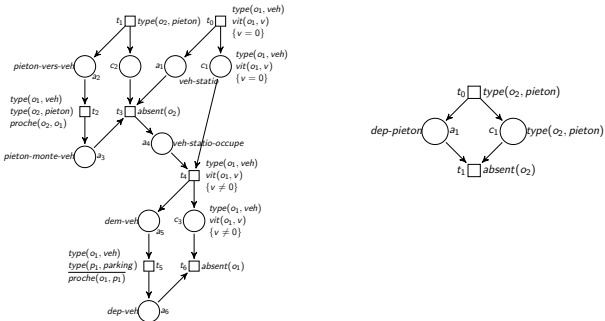 t₁ type(o₂, pieton)
t₀ type(o₁, veh)
vit(o₁, v)
{v = 0}
pieton-vers-veh
a₂
c₂
a₁
veh-statio
c₁ type(o₁, veh)
vit(o₁, v)
{v = 0}
type(o₁, veh)
type(o₂, pieton)
proche(o₂, o₁)
t₂
t₃ absent(o₂)
pieton-monte-veh
a₃
a₄
veh-statio-occupe
t₄ type(o₁, veh)
vit(o₁, v)
{v ≠ 0}
dem-veh
a₅
c₃ type(o₁, veh)
vit(o₁, v)
{v ≠ 0}
type(o₁, veh)
type(p₁, parking)
proche(o₁, p₁)
t₅
t₆ absent(o₁)
dep-veh
a₆
t₀ type(o₂, pieton)
dep-pieton
a₁
c₁ type(o₂, pieton)
t₁ absent(o₂)